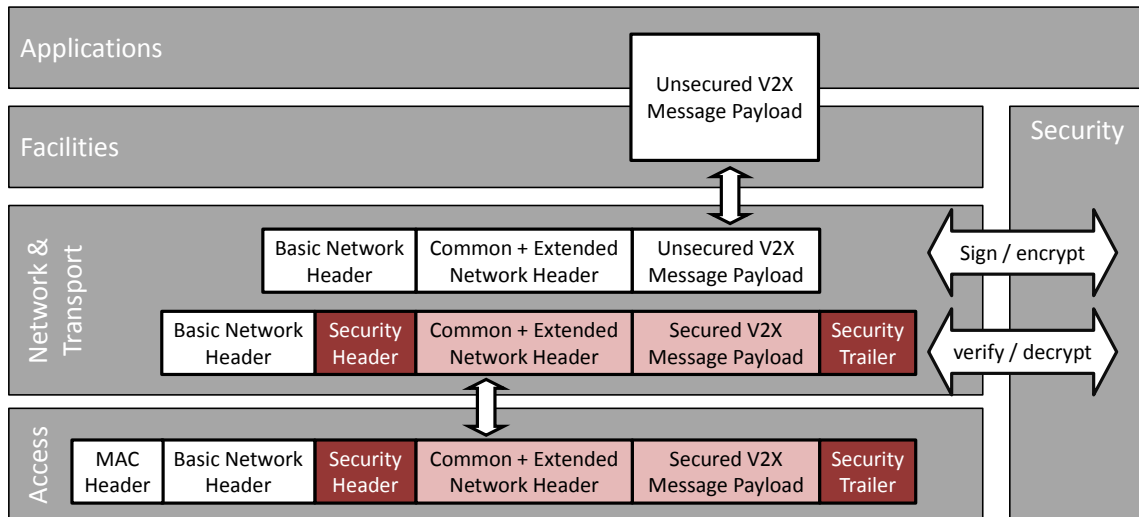 Applications
Unsecured V2X
Message Payload
Facilities
Security
Network &
Transport
Basic Network
Header
Common + Extended
Network Header
Unsecured V2X
Message Payload
Sign / encrypt
Basic Network
Header
Security
Header
Common + Extended
Network Header
Secured V2X
Message Payload
Security
Trailer
verify / decrypt
Access
MAC
Header
Basic Network
Header
Security
Header
Common + Extended
Network Header
Secured V2X
Message Payload
Security
Trailer